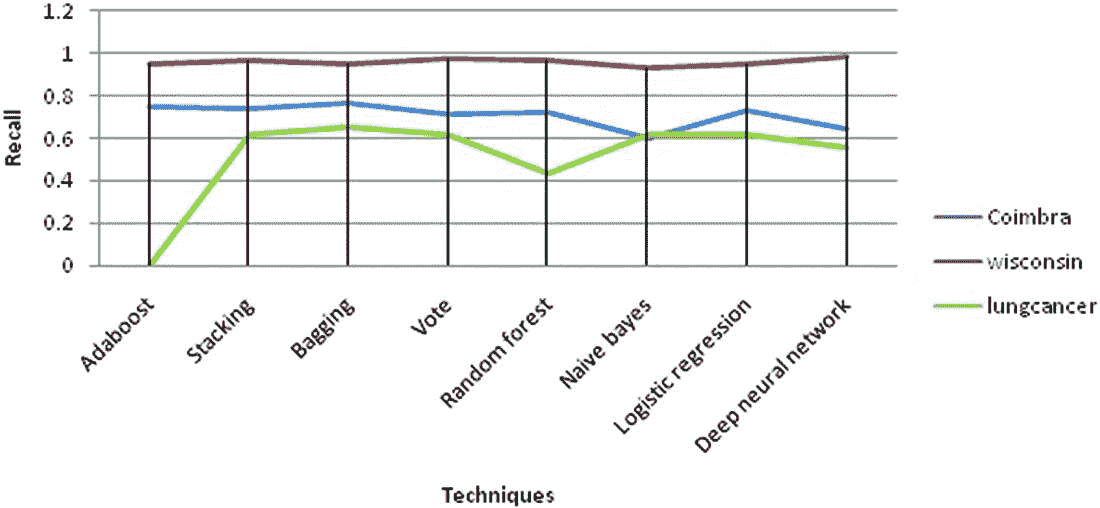 1.2
1
0.8
0.6
0.4
0.2
0
Recall
Adaboost
Stacking
Bagging
Vote
Random forest
Naive bayes
Logistic regression
Deep neural network
Techniques
Coimbra
wisconsin
lungcancer